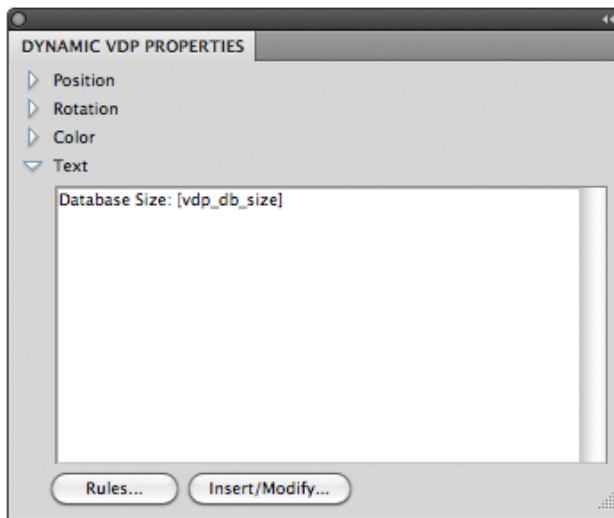 DYNAMIC VDP PROPERTIES
Position
Rotation
Color
Text
Database Size: [vdp_db_size]
Rules...
Insert/Modify...